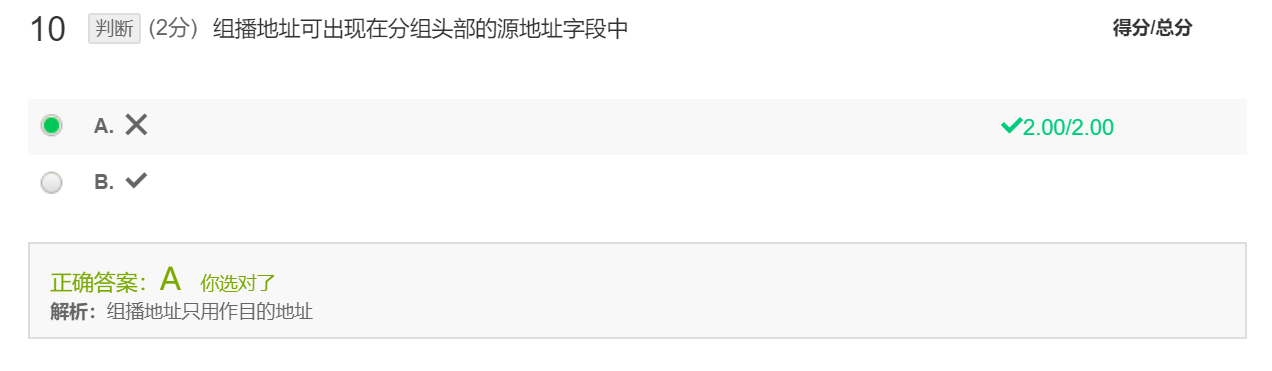 10 判断 (2分) 组播地址可出现在分组头部的源地址字段中 得分/总分
A. ✕ ✓2.00/2.00
B. ✓
正确答案：A 你选对了
解析：组播地址只用作目的地址